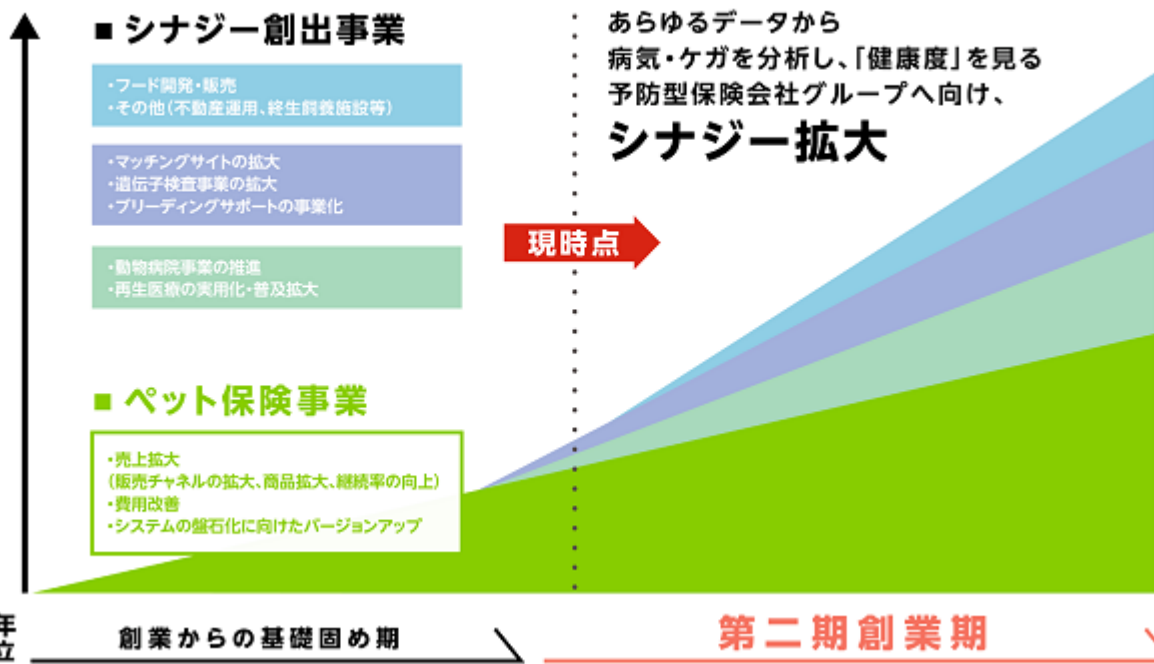 ■ シナジー創出事業
・フード開発・販売
・その他(不動産運用、終生飼養施設等)
・マッチングサイトの拡大
・遺伝子検査事業の拡大
・ブリーディングサポートの事業化
・動物病院事業の推進
・再生医療の実用化・普及拡大
■ ペット保険事業
・売上拡大
(販売チャネルの拡大、商品拡大、継続率の向上)
・費用改善
・システムの盤石化に向けたバージョンアップ
あらゆるデータから
病気・ケガを分析し、「健康度」を見る
予防型保険会社グループへ向け、
シナジー拡大
現時点
年
位
創業からの基礎固め期
第二期創業期